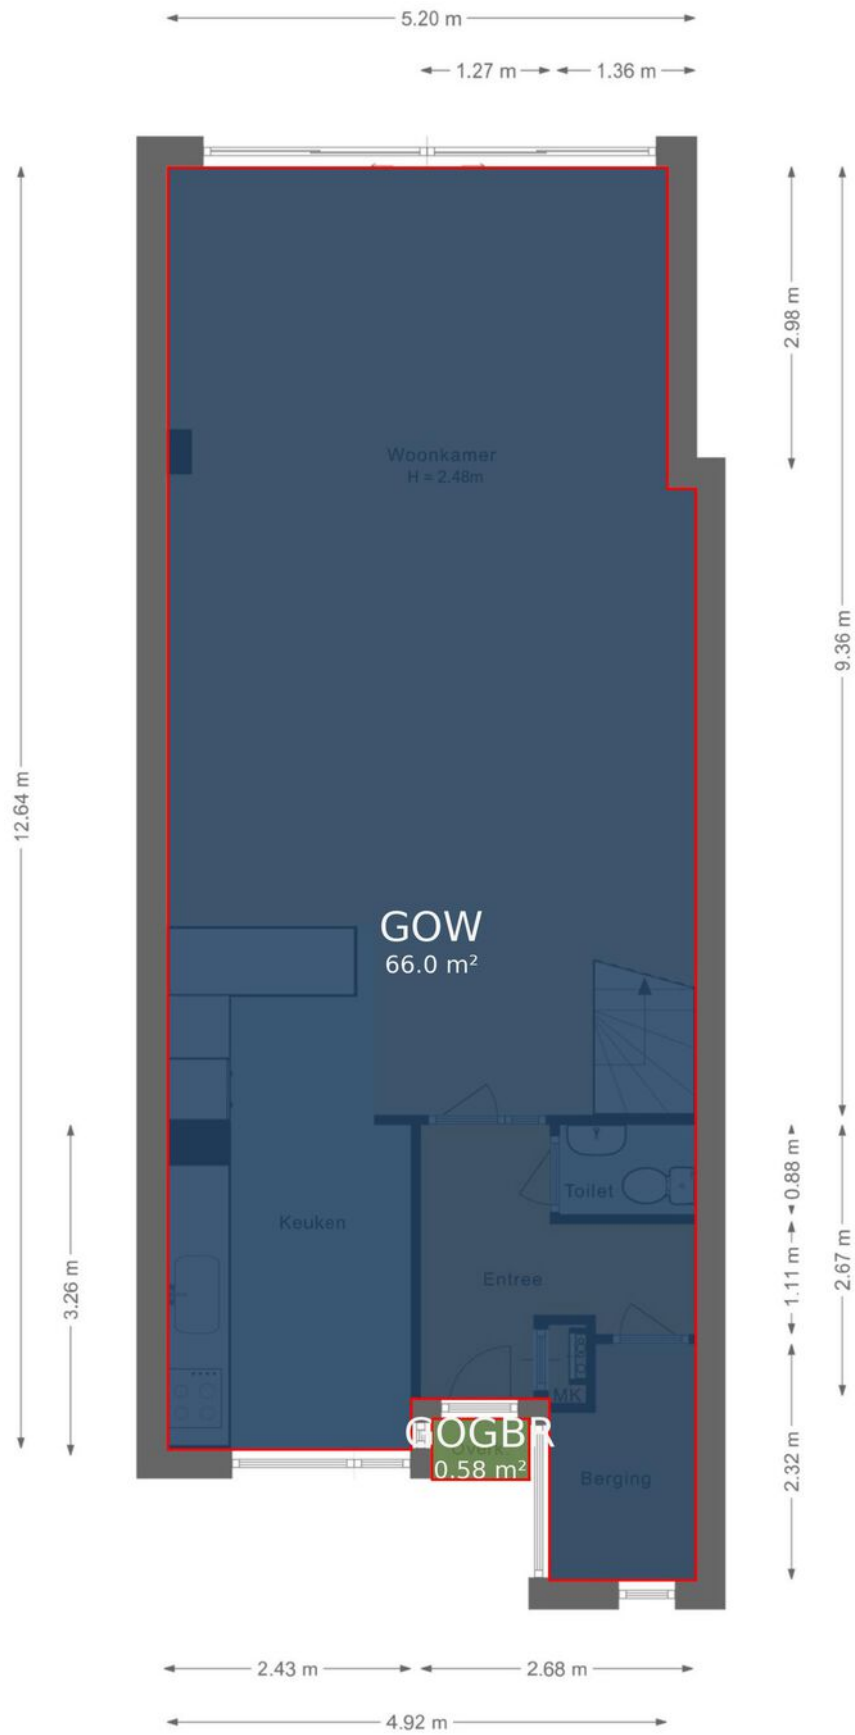 5.20 m
1.27 m
1.36 m
2.98 m
Woonkamer
H = 2.48m
9.36 m
12.64 m
GOW
66.0 m²
0.88 m
Toilet
Keuken
1.11 m
2.67 m
3.26 m
Entree
MK
GOGBR
0.58 m²
2.32 m
Berging
2.43 m
2.68 m
4.92 m